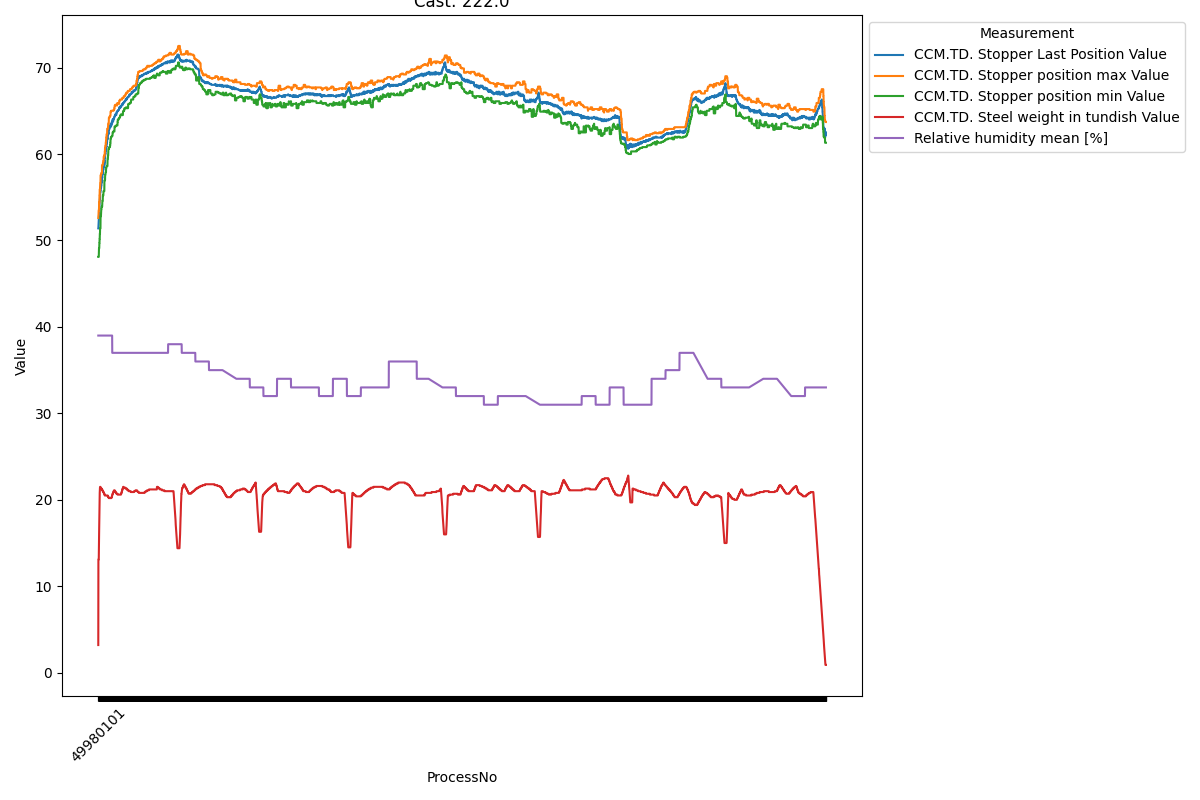 Cast: 222.0
Measurement
CCM.TD. Stopper Last Position Value
CCM.TD. Stopper position max Value
CCM.TD. Stopper position min Value
CCM.TD. Steel weight in tundish Value
Relative humidity mean [%]
Value
70
60
50
40
30
20
10
0
49980101
ProcessNo